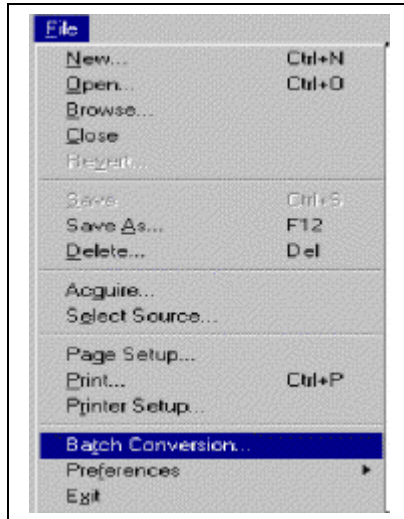 File
New... Ctrl+N
Open... Ctrl+O
Browse...
Close
Revert...
Save Ctrl+S
Save As... F12
Delete... Del
Acquire...
Select Source...
Page Setup...
Print... Ctrl+P
Printer Setup...
Batch Conversion...
Preferences
Exit